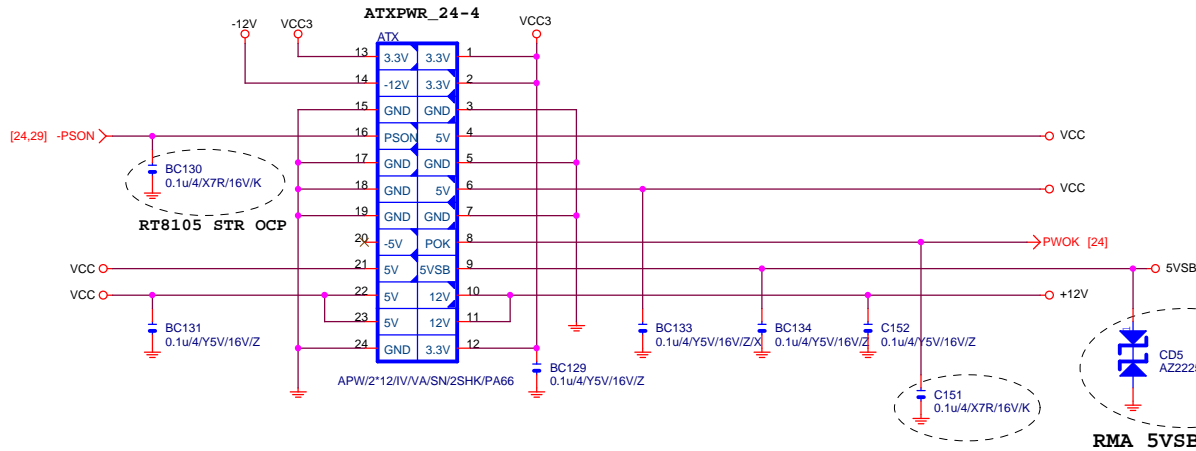 ATXPWR_24-4
-12V VCC3 VCC3
ATX
13 3.3V 3.3V 1
14 -12V 3.3V 2
15 GND GND 3
[24,29] -PSON 16 PSON 5V 4 VCC
17 GND GND 5
BC130
0.1u/4/X7R/16V/K
18 GND 5V 6 VCC
19 GND GND 7
RT8105 STR OCP
20 -5V POK 8 PWOK [24]
VCC 21 5V 5VSB 9 5VSB
VCC 22 5V 12V 10 +12V
23 5V 12V 11
BC131
0.1u/4/Y5V/16V/Z
BC133
0.1u/4/Y5V/16V/Z/X
BC134
0.1u/4/Y5V/16V/Z
C152
0.1u/4/Y5V/16V/Z
24 GND 3.3V 12
1
CD5
AZ2225
BC129
0.1u/4/Y5V/16V/Z
APW/2*12/IV/VA/SN/2SHK/PA66
C151
0.1u/4/X7R/16V/K
RMA 5VSB